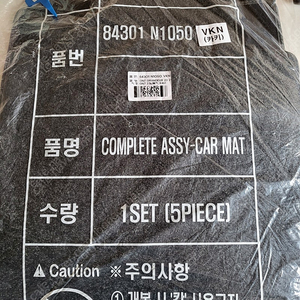 품번
84301 N1050
VKN
(카키)
품명
COMPLETE ASSY-CAR MAT
수량
1SET (5PIECE)
⚠ Caution ※주의사항